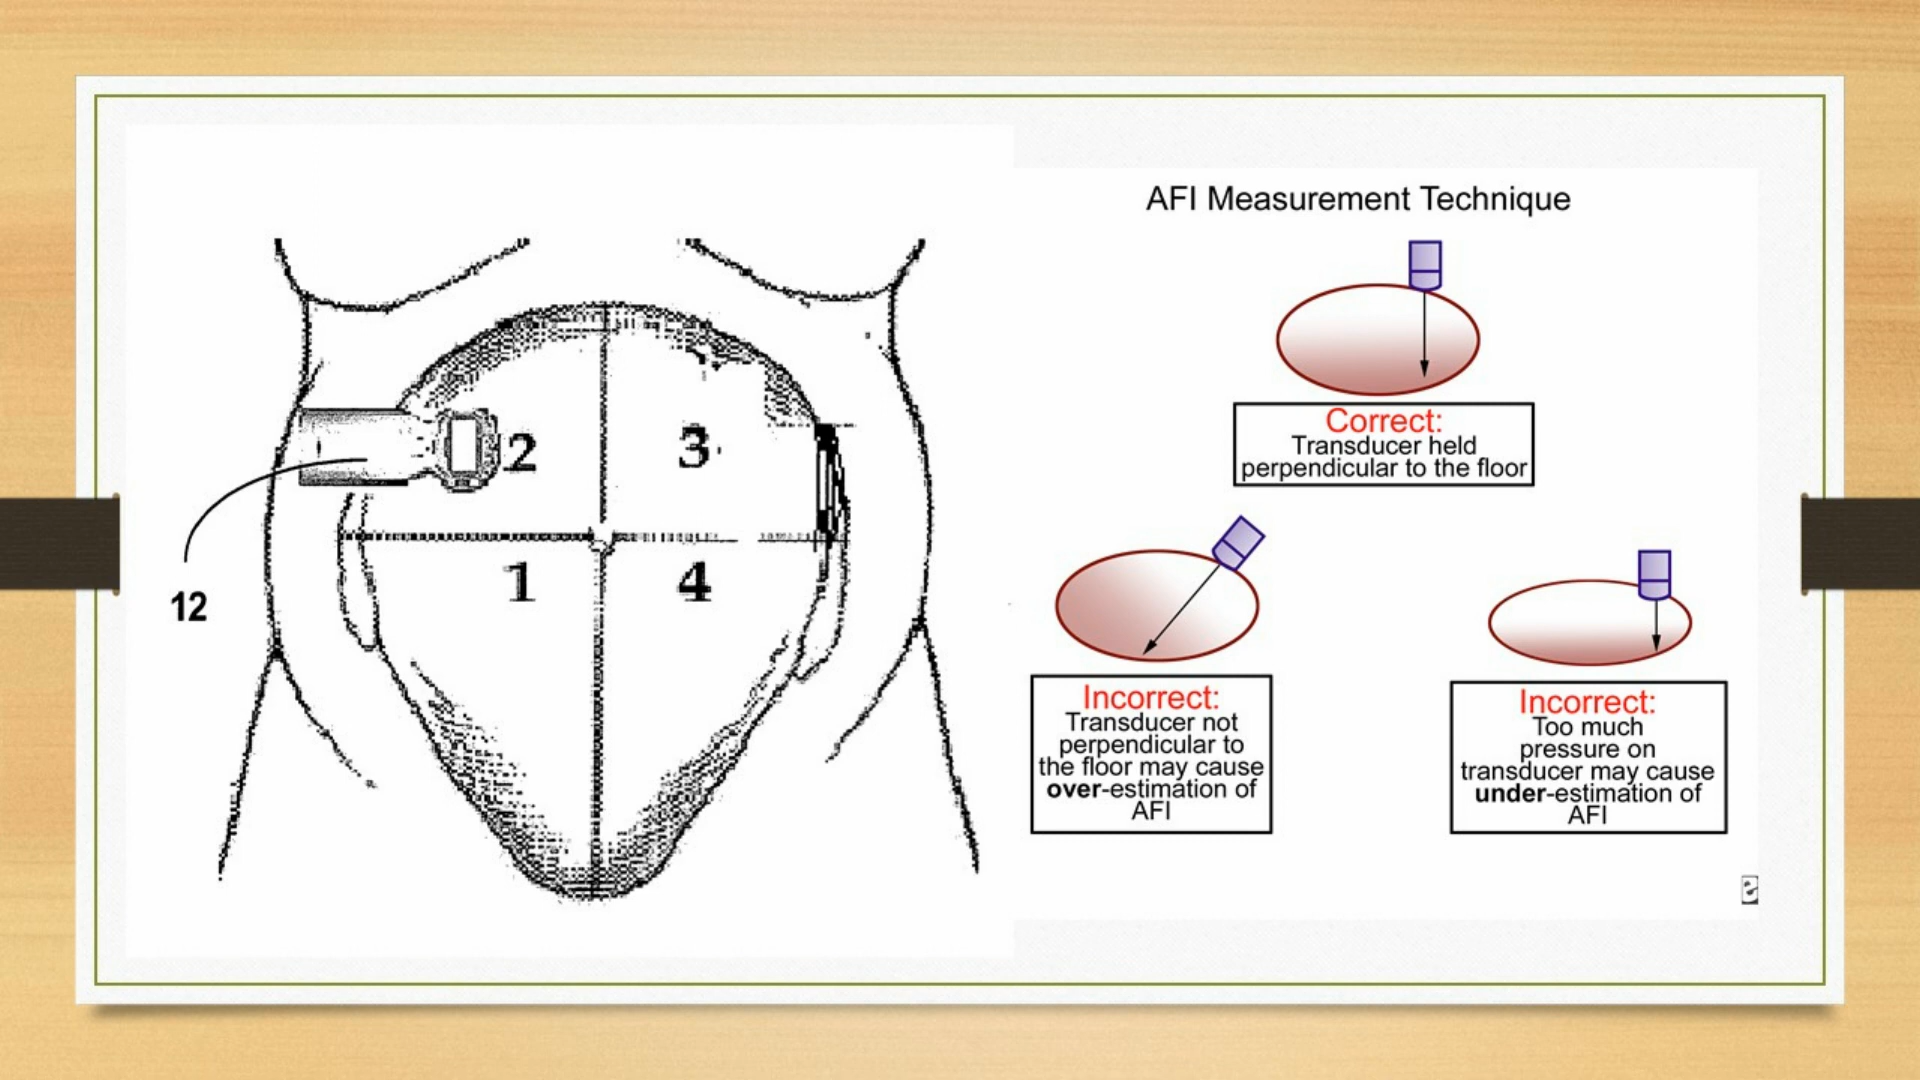 2
3
1
4
12
AFI Measurement Technique
Correct:
Transducer held
perpendicular to the floor
Incorrect:
Transducer not
perpendicular to
the floor may cause
over-estimation of
AFI
Incorrect:
Too much
pressure on
transducer may cause
under-estimation of
AFI
e